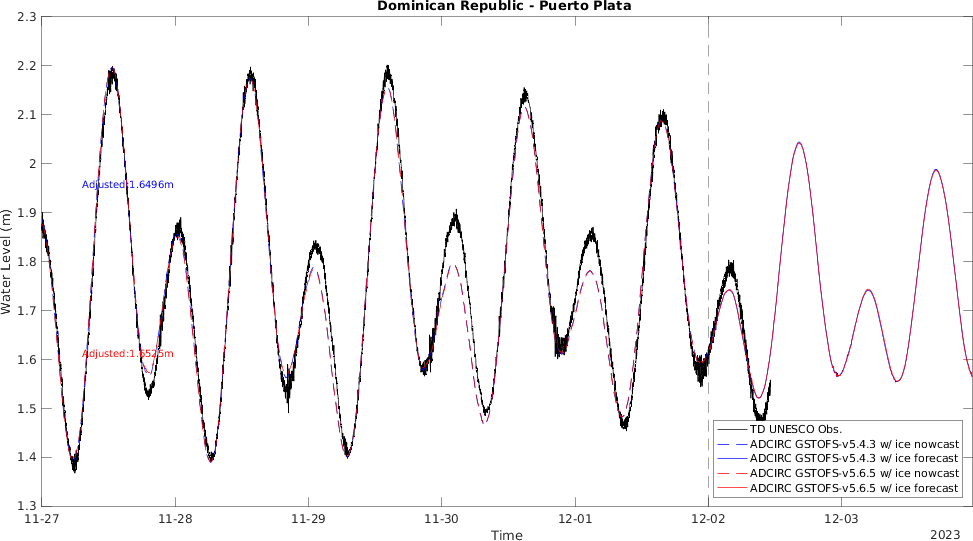 Dominican Republic - Puerto Plata
Water Level (m)
2.3
2.2
2.1
2
1.9
1.8
1.7
1.6
1.5
1.4
1.3
Adjusted:1.6496m
Adjusted:1.6525m
TD UNESCO Obs.
ADCIRC GSTOFS-v5.4.3 w/ ice nowcast
ADCIRC GSTOFS-v5.4.3 w/ ice forecast
ADCIRC GSTOFS-v5.6.5 w/ ice nowcast
ADCIRC GSTOFS-v5.6.5 w/ ice forecast
11-27 11-28 11-29 11-30 12-01 12-02 12-03
Time
2023